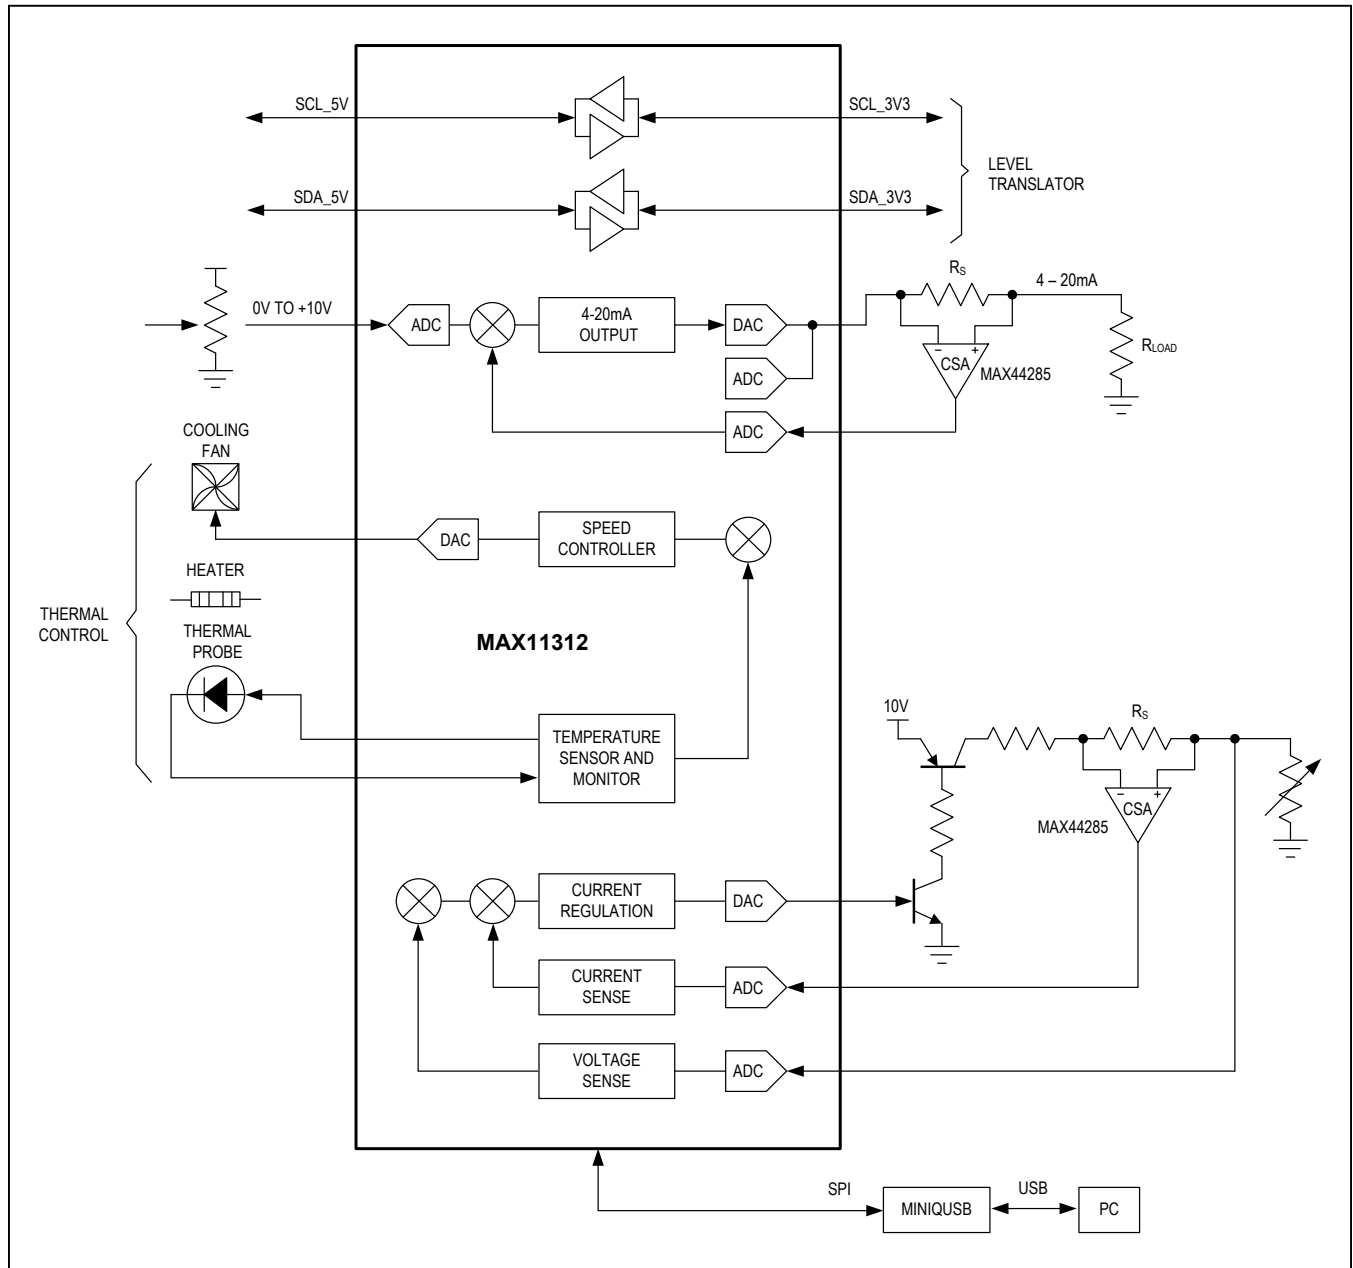 SCL_5V
SCL_3V3
LEVEL
TRANSLATOR
SDA_5V
SDA_3V3
0V TO +10V
ADC
4-20mA
OUTPUT
DAC
ADC
ADC
RS
4 – 20mA
CSA
MAX44285
RLOAD
COOLING
FAN
DAC
SPEED
CONTROLLER
HEATER
THERMAL
CONTROL
THERMAL
PROBE
MAX11312
TEMPERATURE
SENSOR AND
MONITOR
10V
RS
CSA
MAX44285
CURRENT
REGULATION
DAC
CURRENT
SENSE
ADC
VOLTAGE
SENSE
ADC
SPI
MINIQUSB
USB
PC